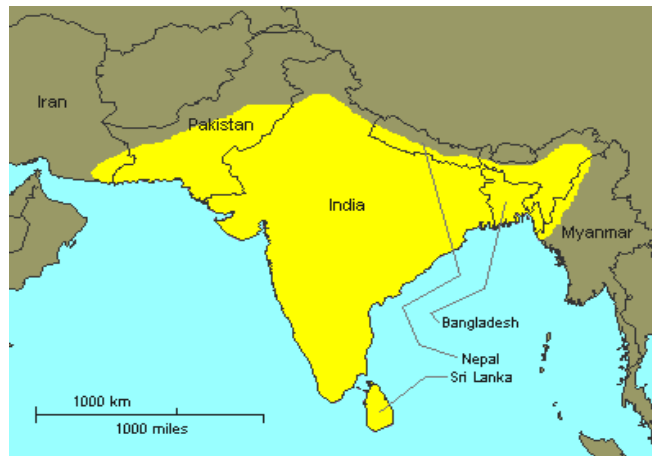 Iran
Pakistan
India
Myanmar
Bangladesh
Nepal
Sri Lanka
1000 km
1000 miles